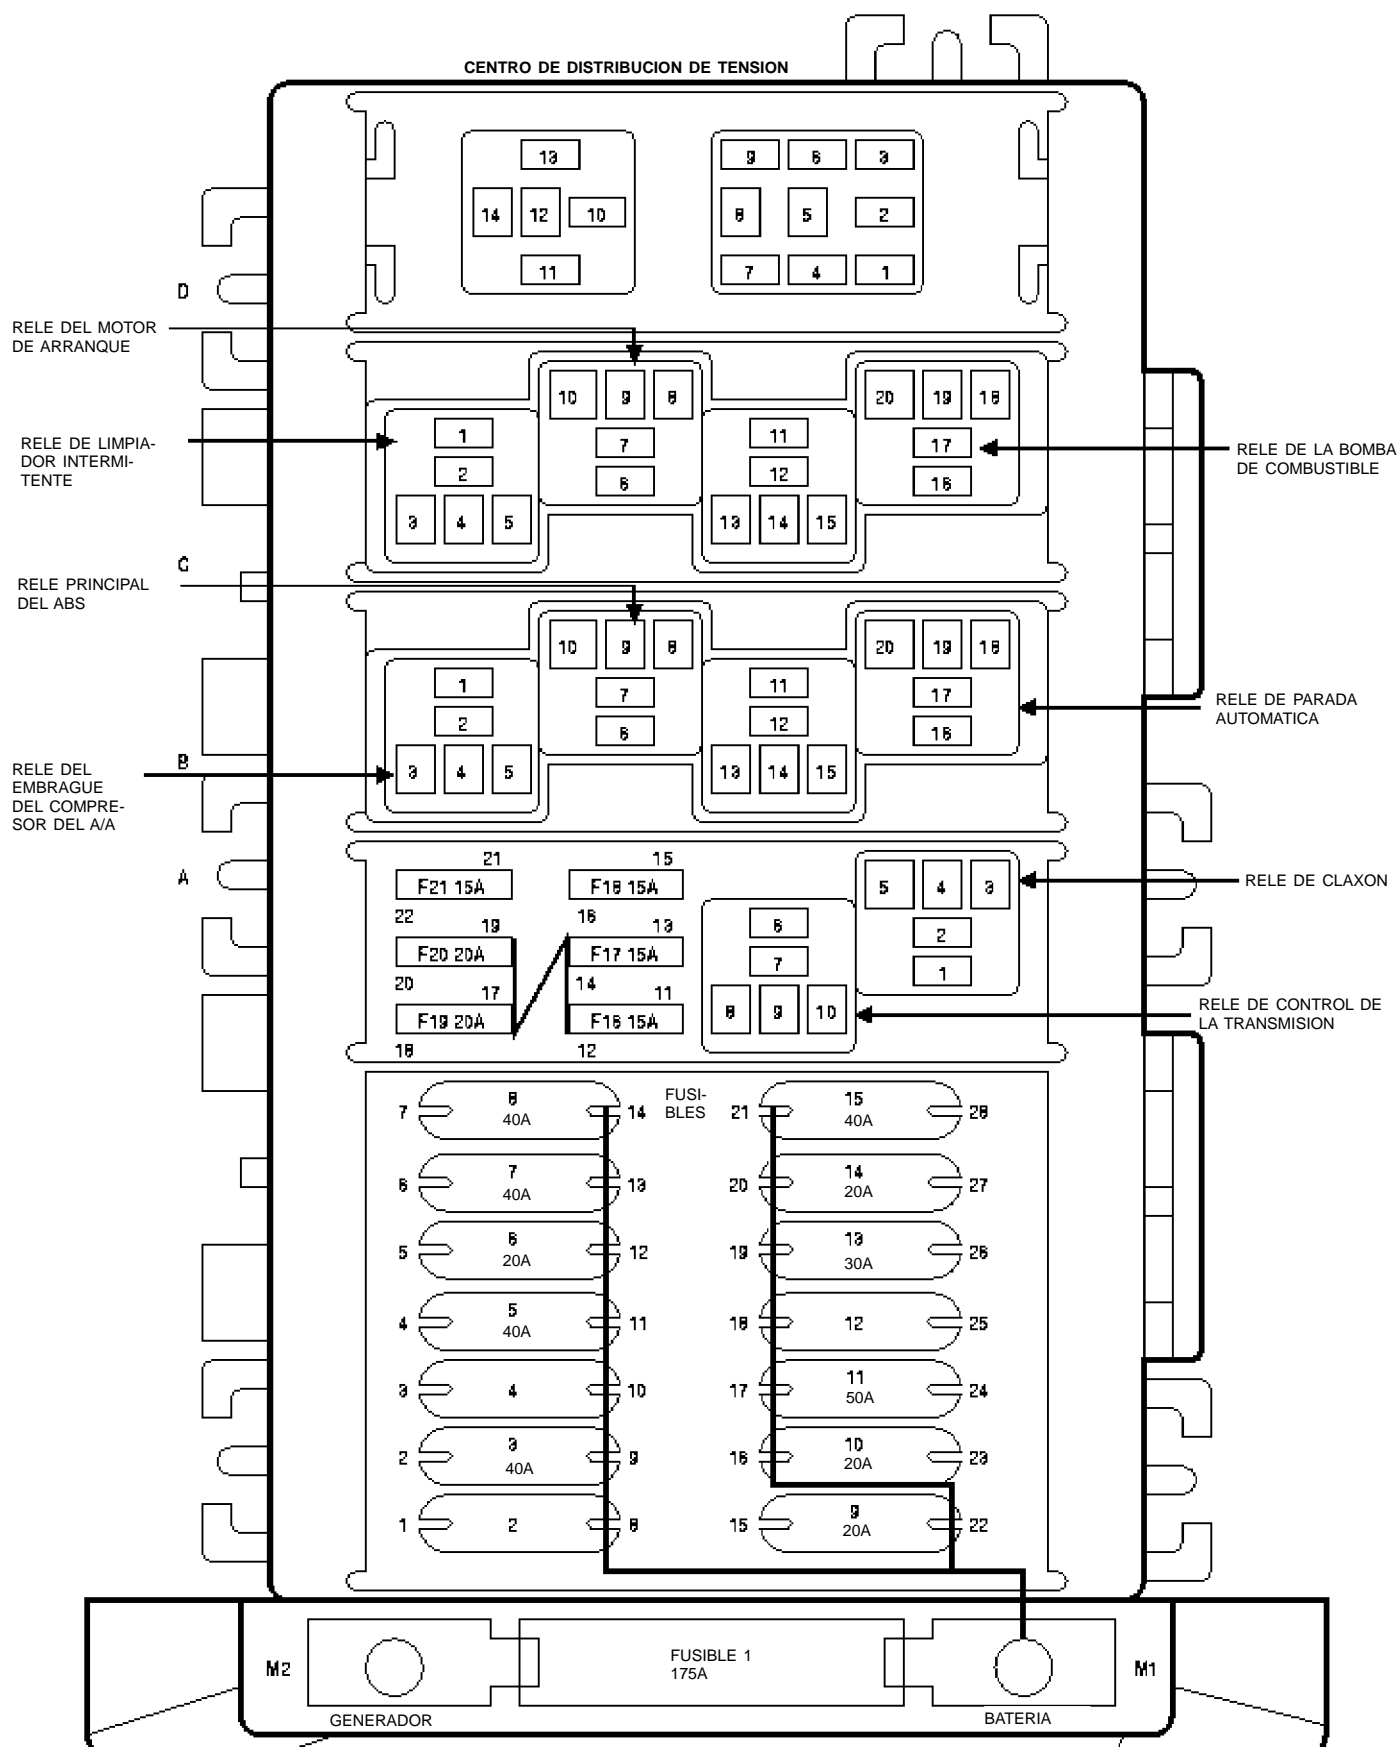 CENTRO DE DISTRIBUCION DE TENSION
13
9 6 3
14 12 10
8 5 2
11
7 4 1
D
RELE DEL MOTOR
DE ARRANQUE
10 9 8
20 19 18
1
7
11
17
RELE DE LIMPIA-
DOR INTERMI-
TENTE
RELE DE LA BOMBA
DE COMBUSTIBLE
2
6
12
16
3 4 5
13 14 15
C
RELE PRINCIPAL
DEL ABS
10 9 8
20 19 18
1
7
11
17
RELE DE PARADA
AUTOMATICA
2
6
12
16
B
3 4 5
13 14 15
RELE DEL
EMBRAGUE
DEL COMPRE-
SOR DEL A/A
A
21
F21 15A
22
15
F18 15A
16
5 4 3
RELE DE CLAXON
19
F20 20A
20
13
F17 15A
14
6
2
7
1
17
F19 20A
18
11
F16 15A
12
8 9 10
RELE DE CONTROL DE
LA TRANSMISION
FUSI-
BLES
7 8 14
40A
21 15 28
40A
6 7 13
40A
20 14 27
20A
5 6 12
20A
19 13 26
30A
4 5 11
40A
18 12 25
3 4 10
17 11 24
50A
2 3 9
40A
16 10 23
20A
1 2 8
15 9 22
20A
M2
FUSIBLE 1
175A
M1
GENERADOR
BATERIA